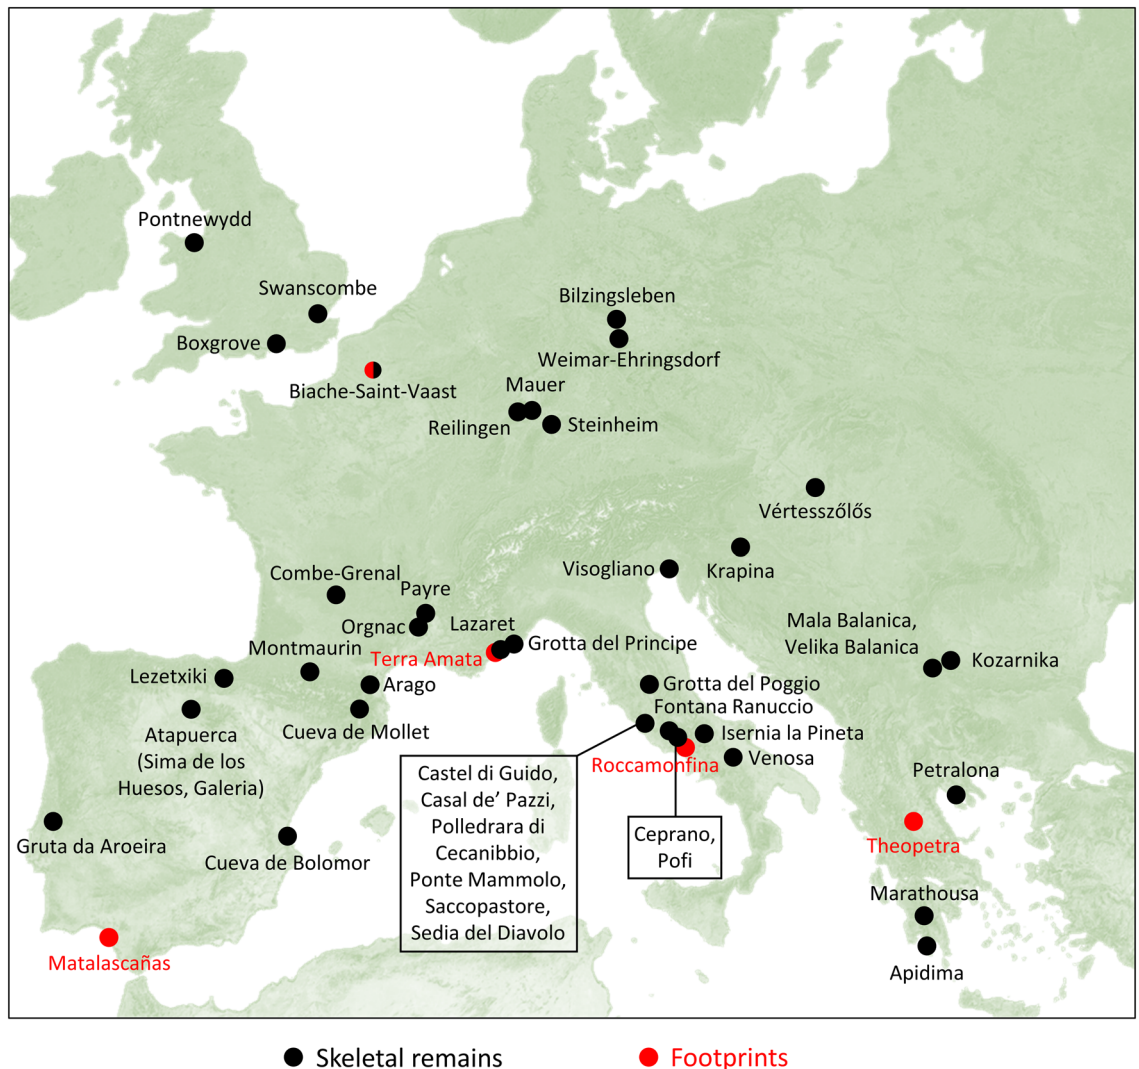 Pontnewydd
Swanscombe
Boxgrove
Biache-Saint-Vaast
Bilzingsleben
Weimar-Ehringsdorf
Mauer
Reilingen
Steinheim
Vértesszőlős
Krapina
Visogliano
Combe-Grenal
Payre
Orgnac
Lazaret
Montmaurin
Terra Amata
Grotta del Principe
Lezetxiki
Arago
Atapuerca
(Sima de los
Huesos, Galeria)
Cueva de Mollet
Mala Balanica,
Velika Balanica
Kozarnika
Grotta del Poggio
Fontana Ranuccio
Isernia la Pineta
Roccamonfina
Venosa
Castel di Guido,
Casal de’ Pazzi,
Polledrara di
Cecanibbio,
Ponte Mammolo,
Saccopastore,
Sedia del Diavolo
Ceprano,
Pofi
Petralona
Theopetra
Gruta da Aroeira
Cueva de Bolomor
Marathousa
Apidima
Matalascañas
Skeletal remains
Footprints